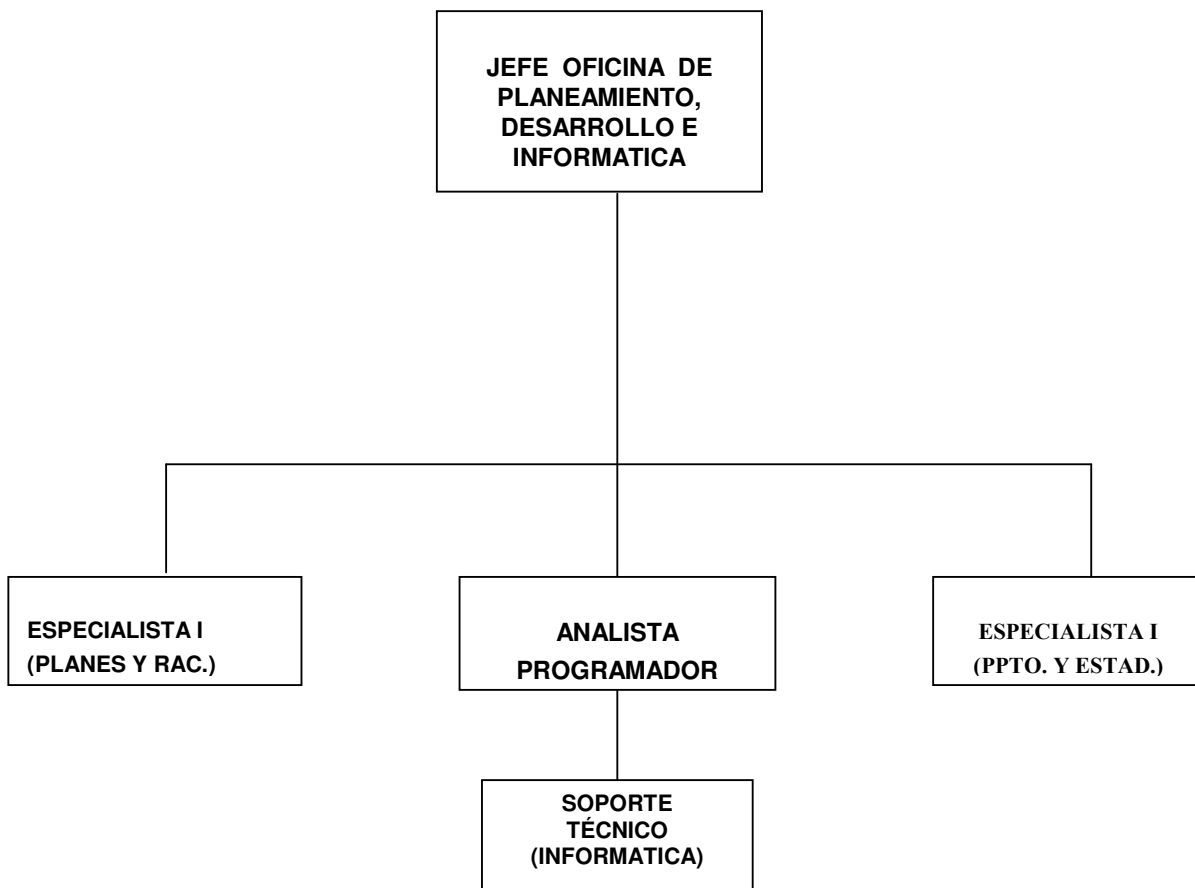 JEFE OFICINA DE
PLANEAMIENTO,
DESARROLLO E
INFORMATICA
ESPECIALISTA I
(PLANES Y RAC.)
ANALISTA
PROGRAMADOR
ESPECIALISTA I
(PPTO. Y ESTAD.)
SOPORTE
TÉCNICO
(INFORMATICA)